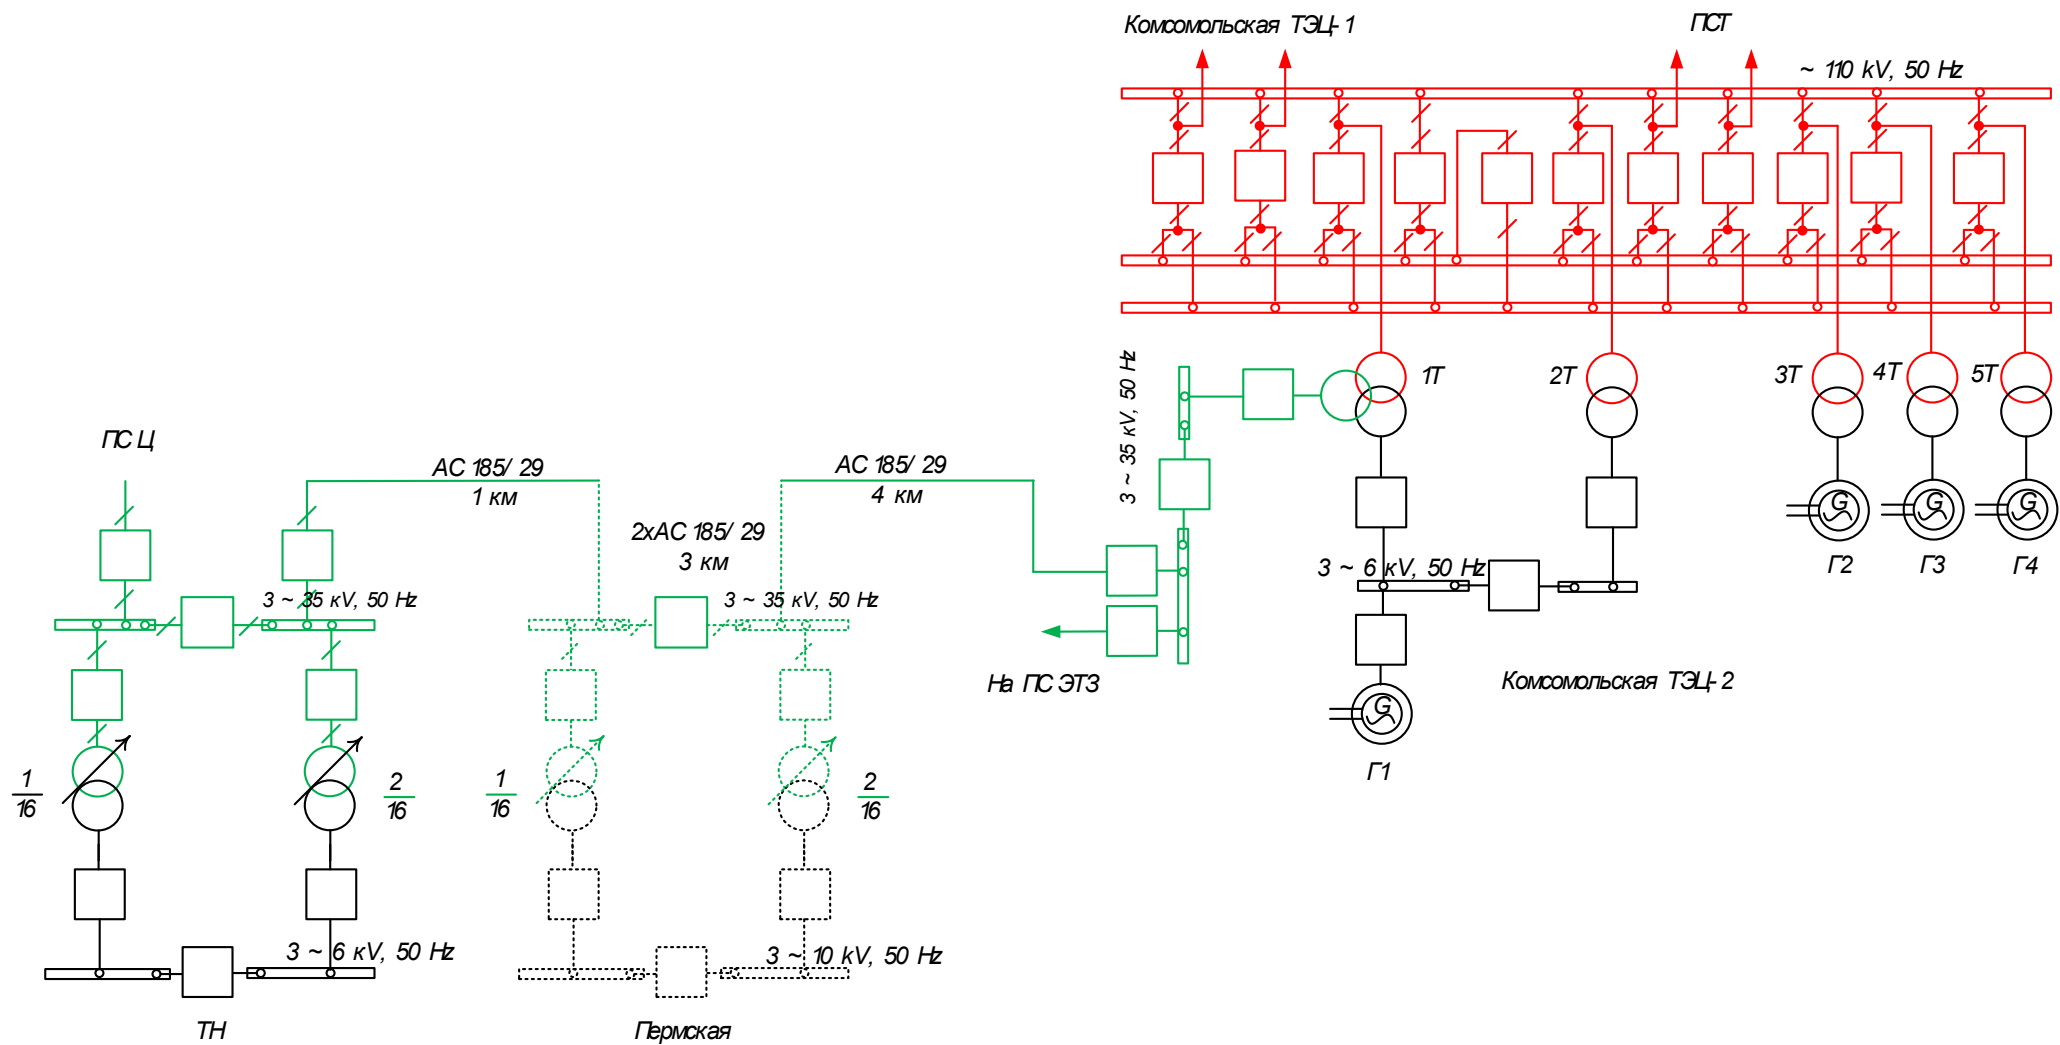 Комсомольская ТЭЦ-1
ПСТ
~ 110 kV, 50 Hz
3 ~ 35 kV, 50 Hz
1Т
2Т
3Т
4Т
5Т
ПС Ц
АС 185/ 29
1 км
АС 185/ 29
4 км
2хАС 185/ 29
3 км
G
G
G
Г2
Г3
Г4
3 ~ 6 kV, 50 Hz
3 ~ 35 кV, 50 Hz
3 ~ 35 кV, 50 Hz
На ПС ЭТЗ
Комсомольская ТЭЦ-2
G
Г1
1
16
2
16
1
16
2
16
3 ~ 6 кV, 50 Hz
3 ~ 10 kV, 50 Hz
ТН
Пермская